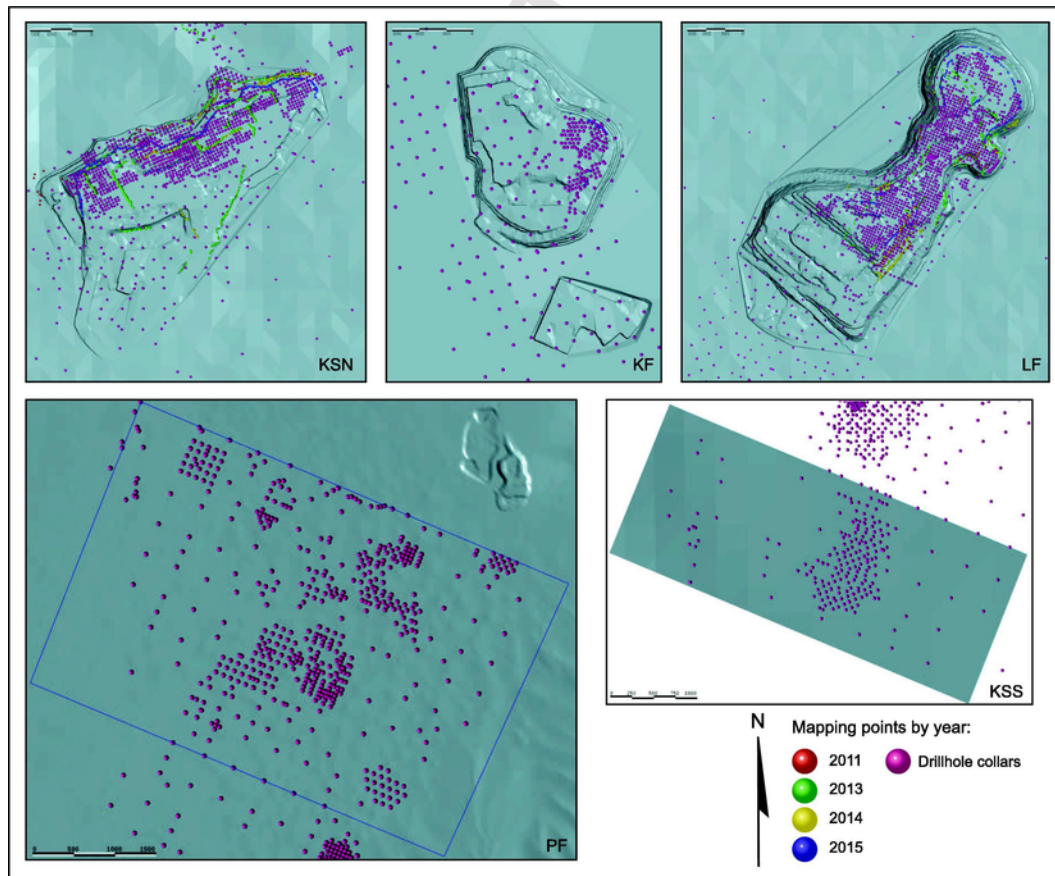 KSN
KF
LF
PF
0 500 1000 1500
KSS
0 250 500 750 1000
N
Mapping points by year:
2011
2013
2014
2015
Drillhole collars